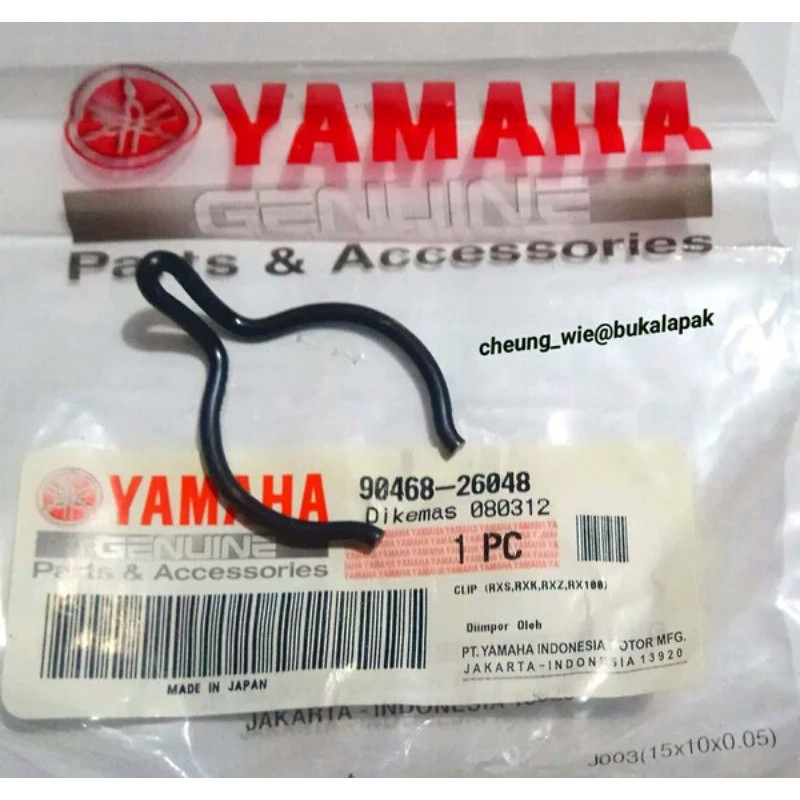 YAMAHA
GENUINE
Parts & Accessories
cheung_wie@bukalapak
YAMAHA
GENUINE
Parts & Accessories
90468-26048
Dikemas 080312
1 PC
CLIP (RXS,RXK,RXZ,RX100)
Diimpor Oleh
PT. YAMAHA INDONESIA MOTOR MFG.
JAKARTA-INDONESIA 13920
MADE IN JAPAN
JAKARTA - INDONESIA
J003(15x10x0.05)